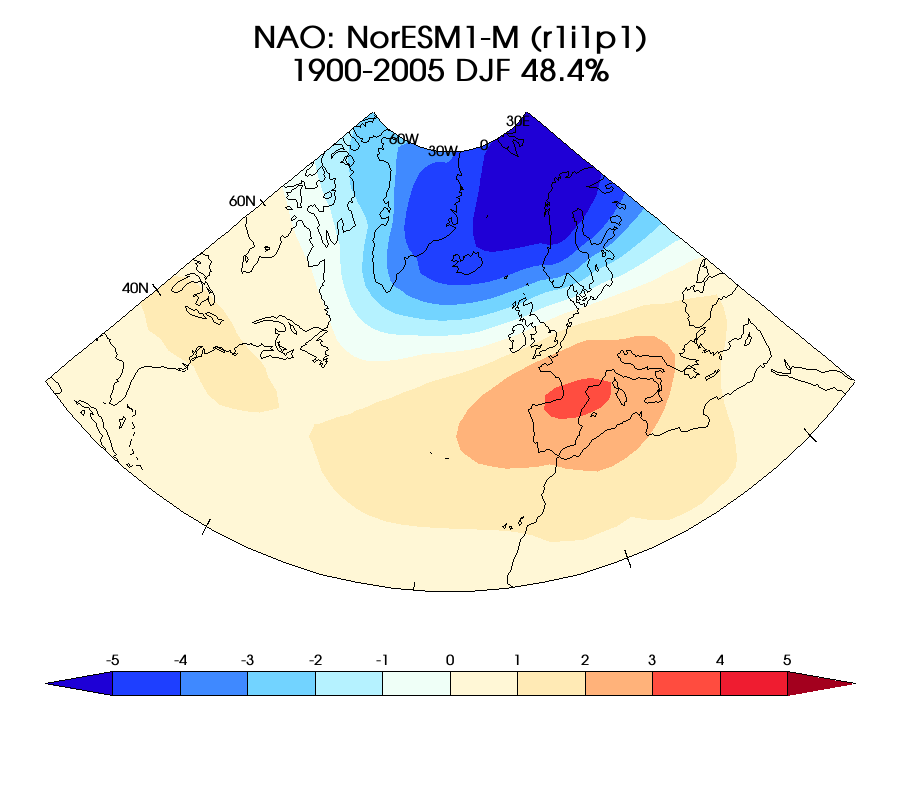 NAO: NorESM1-M (r1i1p1)
1900-2005 DJF 48.4%
30E
60W
30W
0
60N
40N
-5 -4 -3 -2 -1 0 1 2 3 4 5